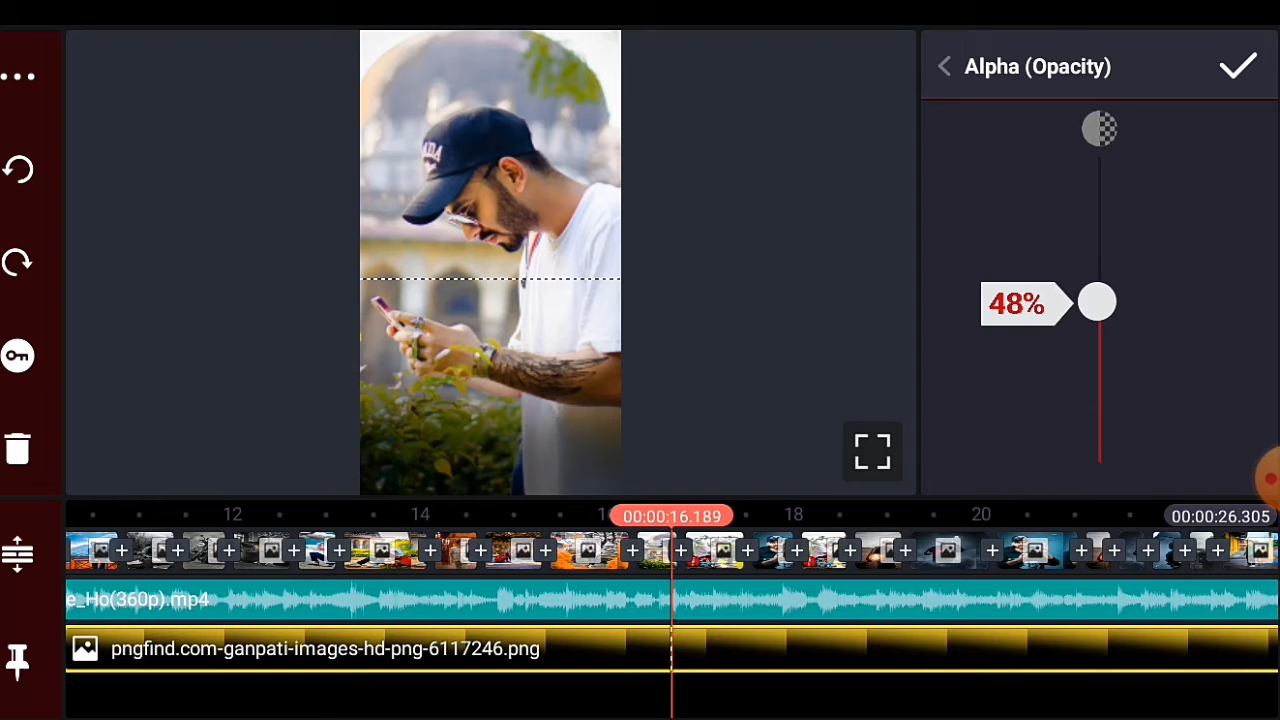 Alpha (Opacity)
ADA
48%
12
14
00:00:16.189
18
20
00:00:26.305
e_Ho(360p).mp4
pngfind.com-ganpati-images-hd-png-6117246.png